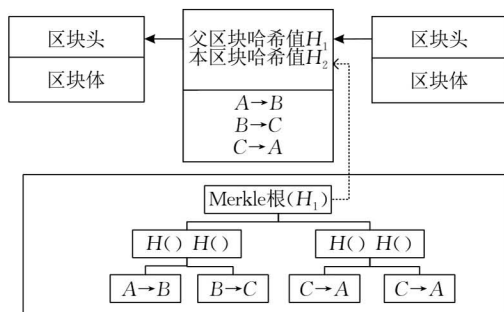 区块头
区块体
父区块哈希值H₁
本区块哈希值H₂
A→B
B→C
C→A
区块头
区块体
Merkle根(H₁)
H() H()
H() H()
A→B
B→C
C→A
C→A